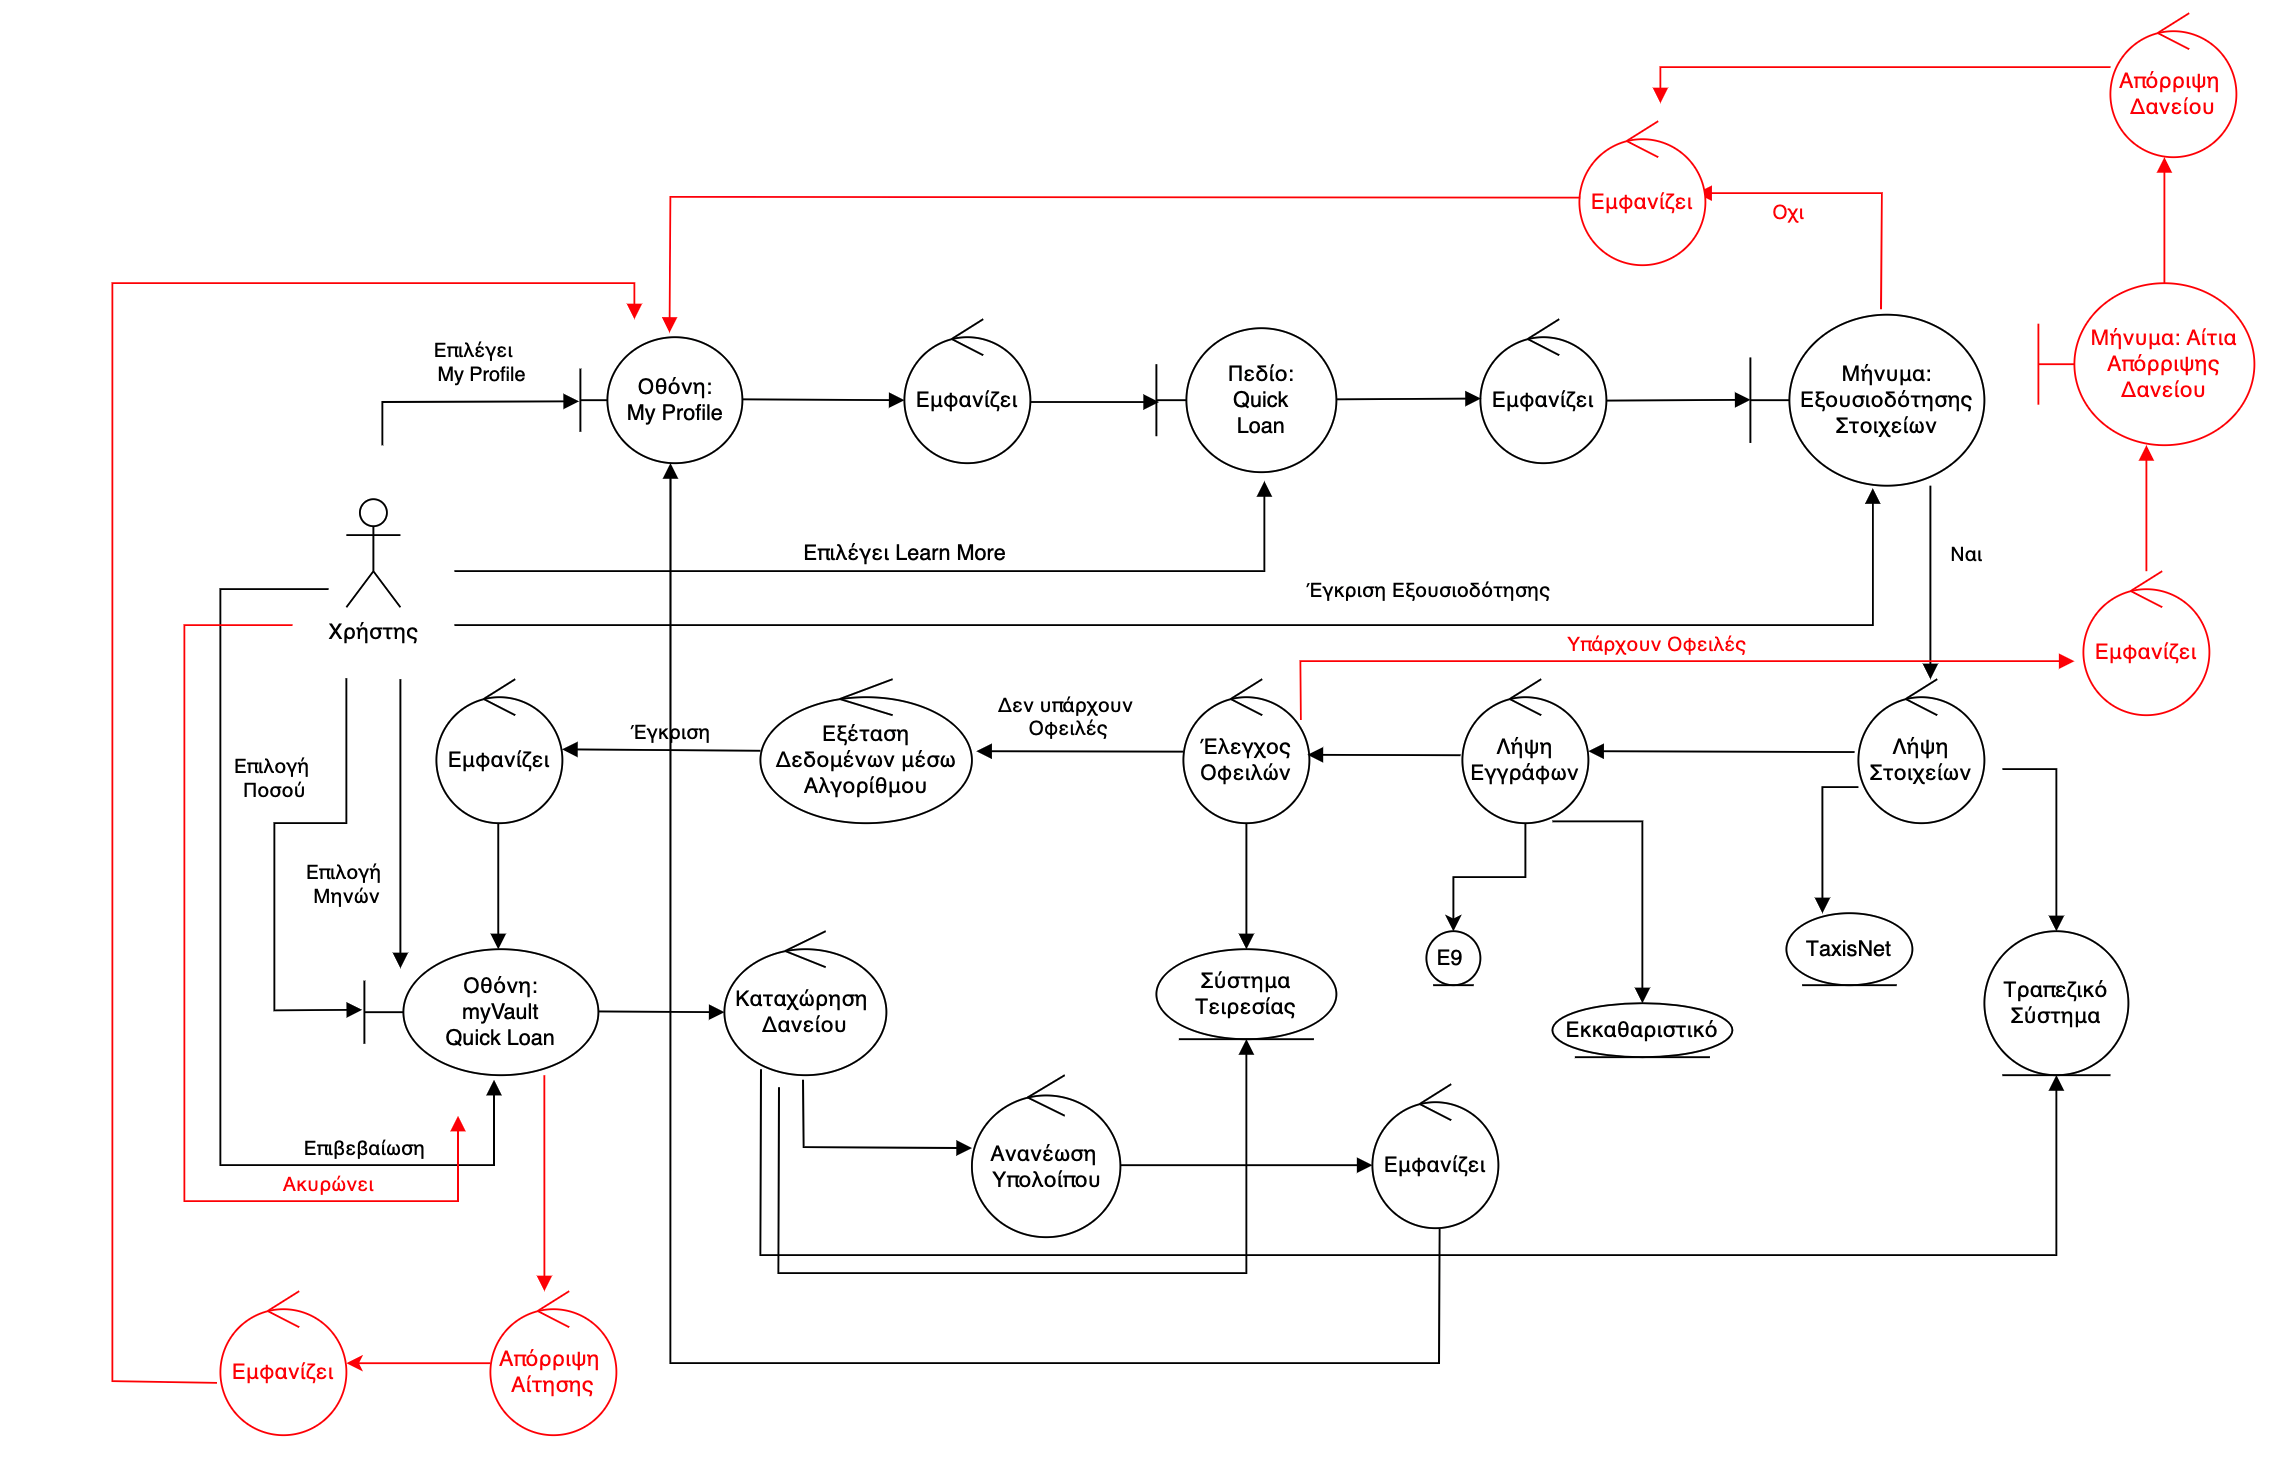 Απόρριψη
Δανείου
Εμφανίζει
Οχι
Επιλέγει
My Profile
Οθόνη:
My Profile
Εμφανίζει
Πεδίο:
Quick
Loan
Εμφανίζει
Μήνυμα:
Εξουσιοδότησης
Στοιχείων
Μήνυμα: Αίτια
Απόρριψης
Δανείου
Επιλέγει Learn More
Ναι
Έγκριση Εξουσιοδότησης
Χρήστης
Υπάρχουν Οφειλές
Εμφανίζει
Εμφανίζει
Έγκριση
Εξέταση
Δεδομένων μέσω
Αλγορίθμου
Δεν υπάρχουν
Οφειλές
Έλεγχος
Οφειλών
Λήψη
Εγγράφων
Λήψη
Στοιχείων
Επιλογή
Ποσού
Επιλογή
Μηνών
Οθόνη:
myVault
Quick Loan
Καταχώρηση
Δανείου
Σύστημα
Τειρεσίας
E9
Εκκαθαριστικό
TaxisNet
Τραπεζικό
Σύστημα
Επιβεβαίωση
Ακυρώνει
Ανανέωση
Υπολοίπου
Εμφανίζει
Εμφανίζει
Απόρριψη
Αίτησης